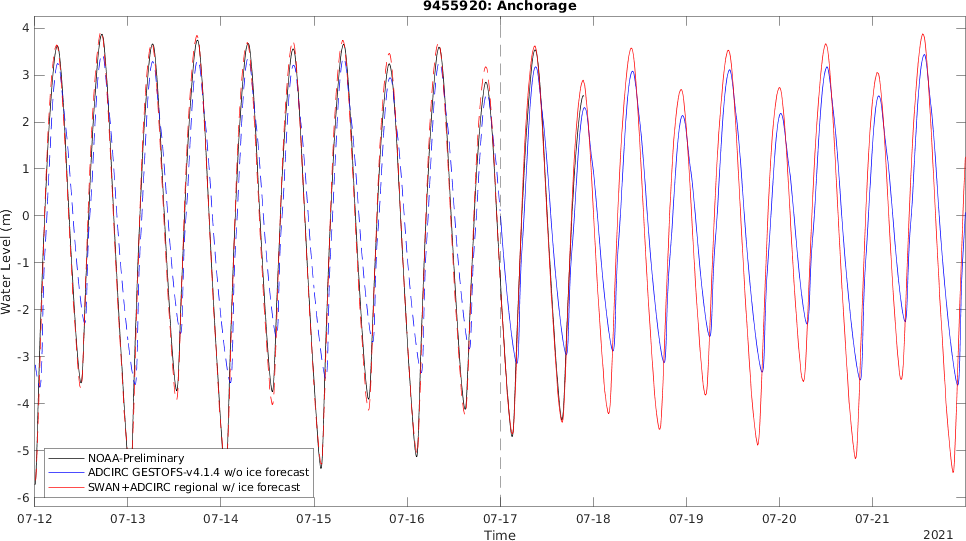 9455920: Anchorage
4
3
2
1
0
-1
-2
-3
-4
-5
-6
Water Level (m)
NOAA-Preliminary
ADCIRC GESTOFS-v4.1.4 w/o ice forecast
SWAN+ADCIRC regional w/ ice forecast
07-12 07-13 07-14 07-15 07-16 07-17 07-18 07-19 07-20 07-21
Time
2021